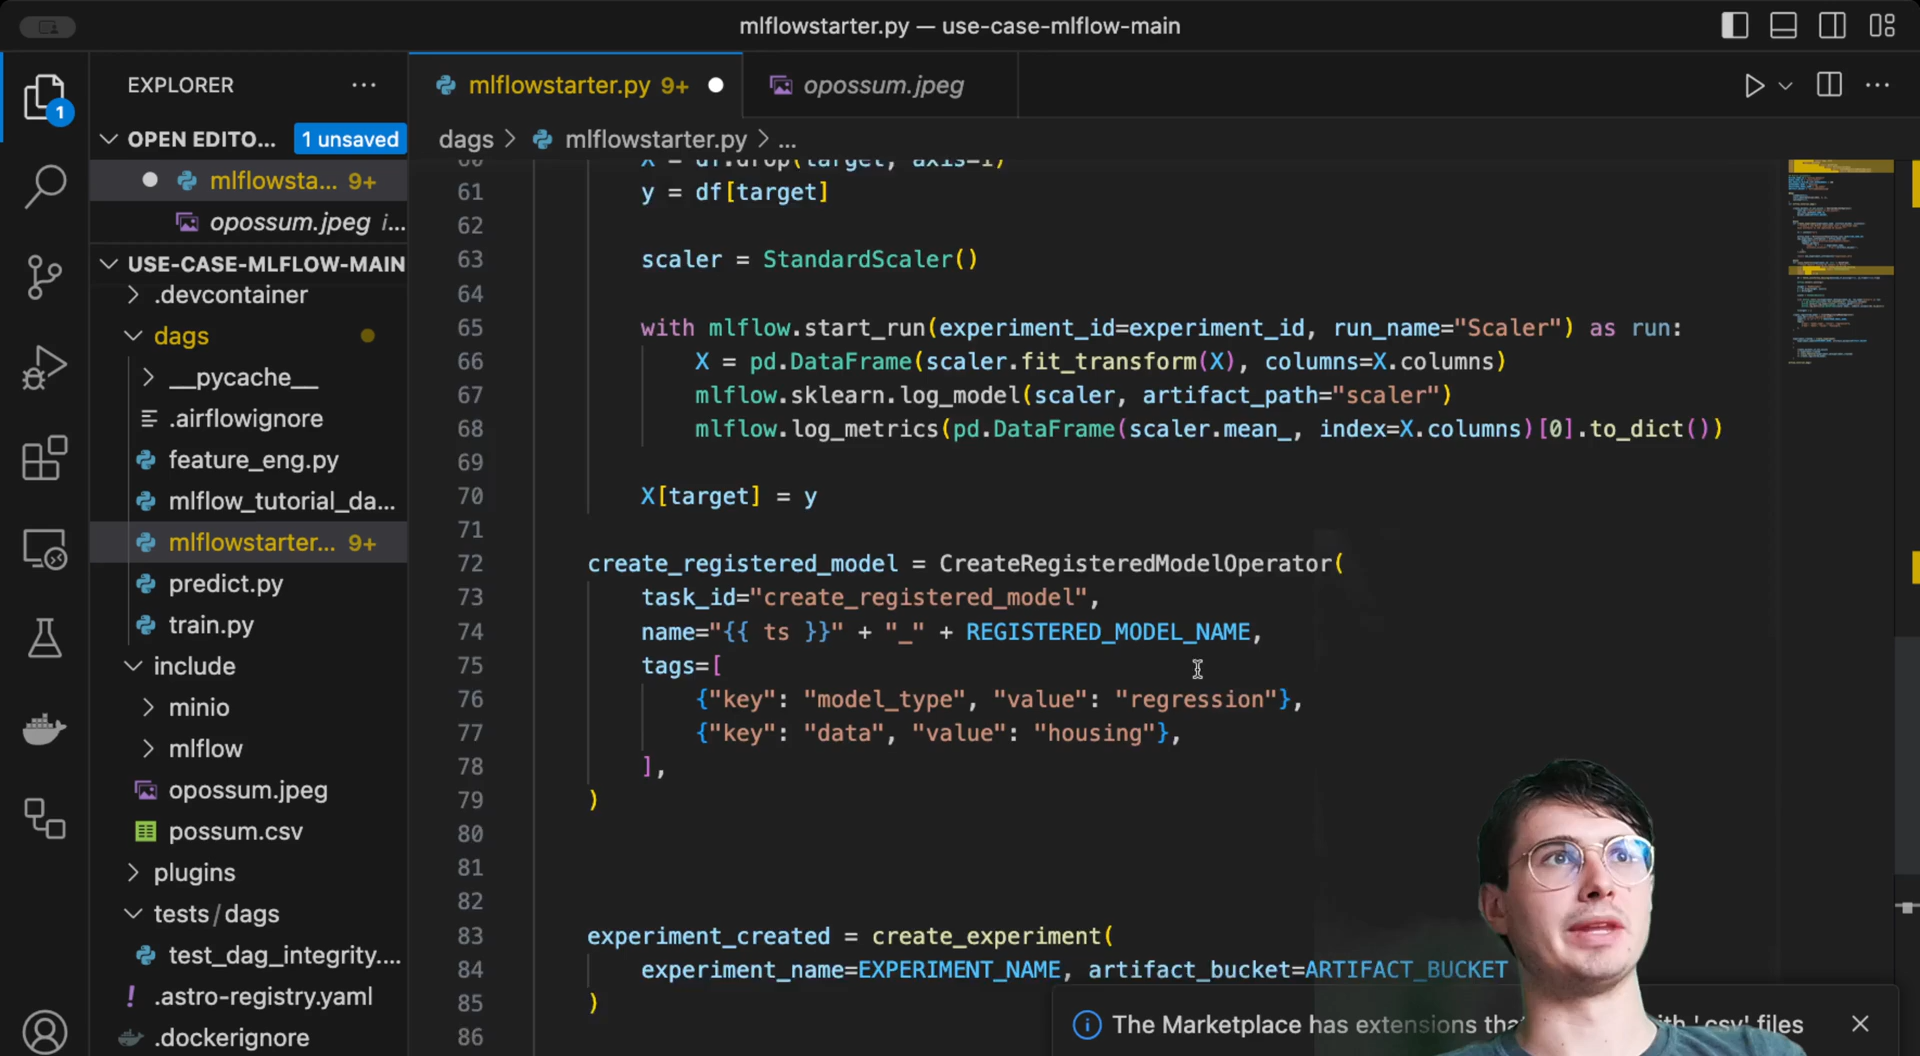 mlflowstarter.py — use-case-mlflow-main
EXPLORER
mlflowstarter.py 9+
opossum.jpeg
1
OPEN EDITO... 1 unsaved
dags > mlflowstarter.py > ...
mlflowsta... 9+
opossum.jpeg i...
USE-CASE-MLFLOW-MAIN
.devcontainer
dags
__pycache__
.airflowignore
feature_eng.py
mlflow_tutorial_da...
mlflowstarter... 9+
predict.py
train.py
include
minio
mlflow
opossum.jpeg
possum.csv
plugins
tests/dags
test_dag_integrity....
.astro-registry.yaml
.dockerignore
60 X = df.drop(target, axis=1)
61 y = df[target]
62
63 scaler = StandardScaler()
64
65 with mlflow.start_run(experiment_id=experiment_id, run_name="Scaler") as run:
66 X = pd.DataFrame(scaler.fit_transform(X), columns=X.columns)
67 mlflow.sklearn.log_model(scaler, artifact_path="scaler")
68 mlflow.log_metrics(pd.DataFrame(scaler.mean_, index=X.columns)[0].to_dict())
69
70 X[target] = y
71
72 create_registered_model = CreateRegisteredModelOperator(
73 task_id="create_registered_model",
74 name="{{ ts }}" + "_" + REGISTERED_MODEL_NAME,
75 tags=[
76 {"key": "model_type", "value": "regression"},
77 {"key": "data", "value": "housing"},
78 ],
79 )
80
81
82
83 experiment_created = create_experiment(
84 experiment_name=EXPERIMENT_NAME, artifact_bucket=ARTIFACT_BUCKET
85 )
86
The Marketplace has extensions tha
'.csv' files